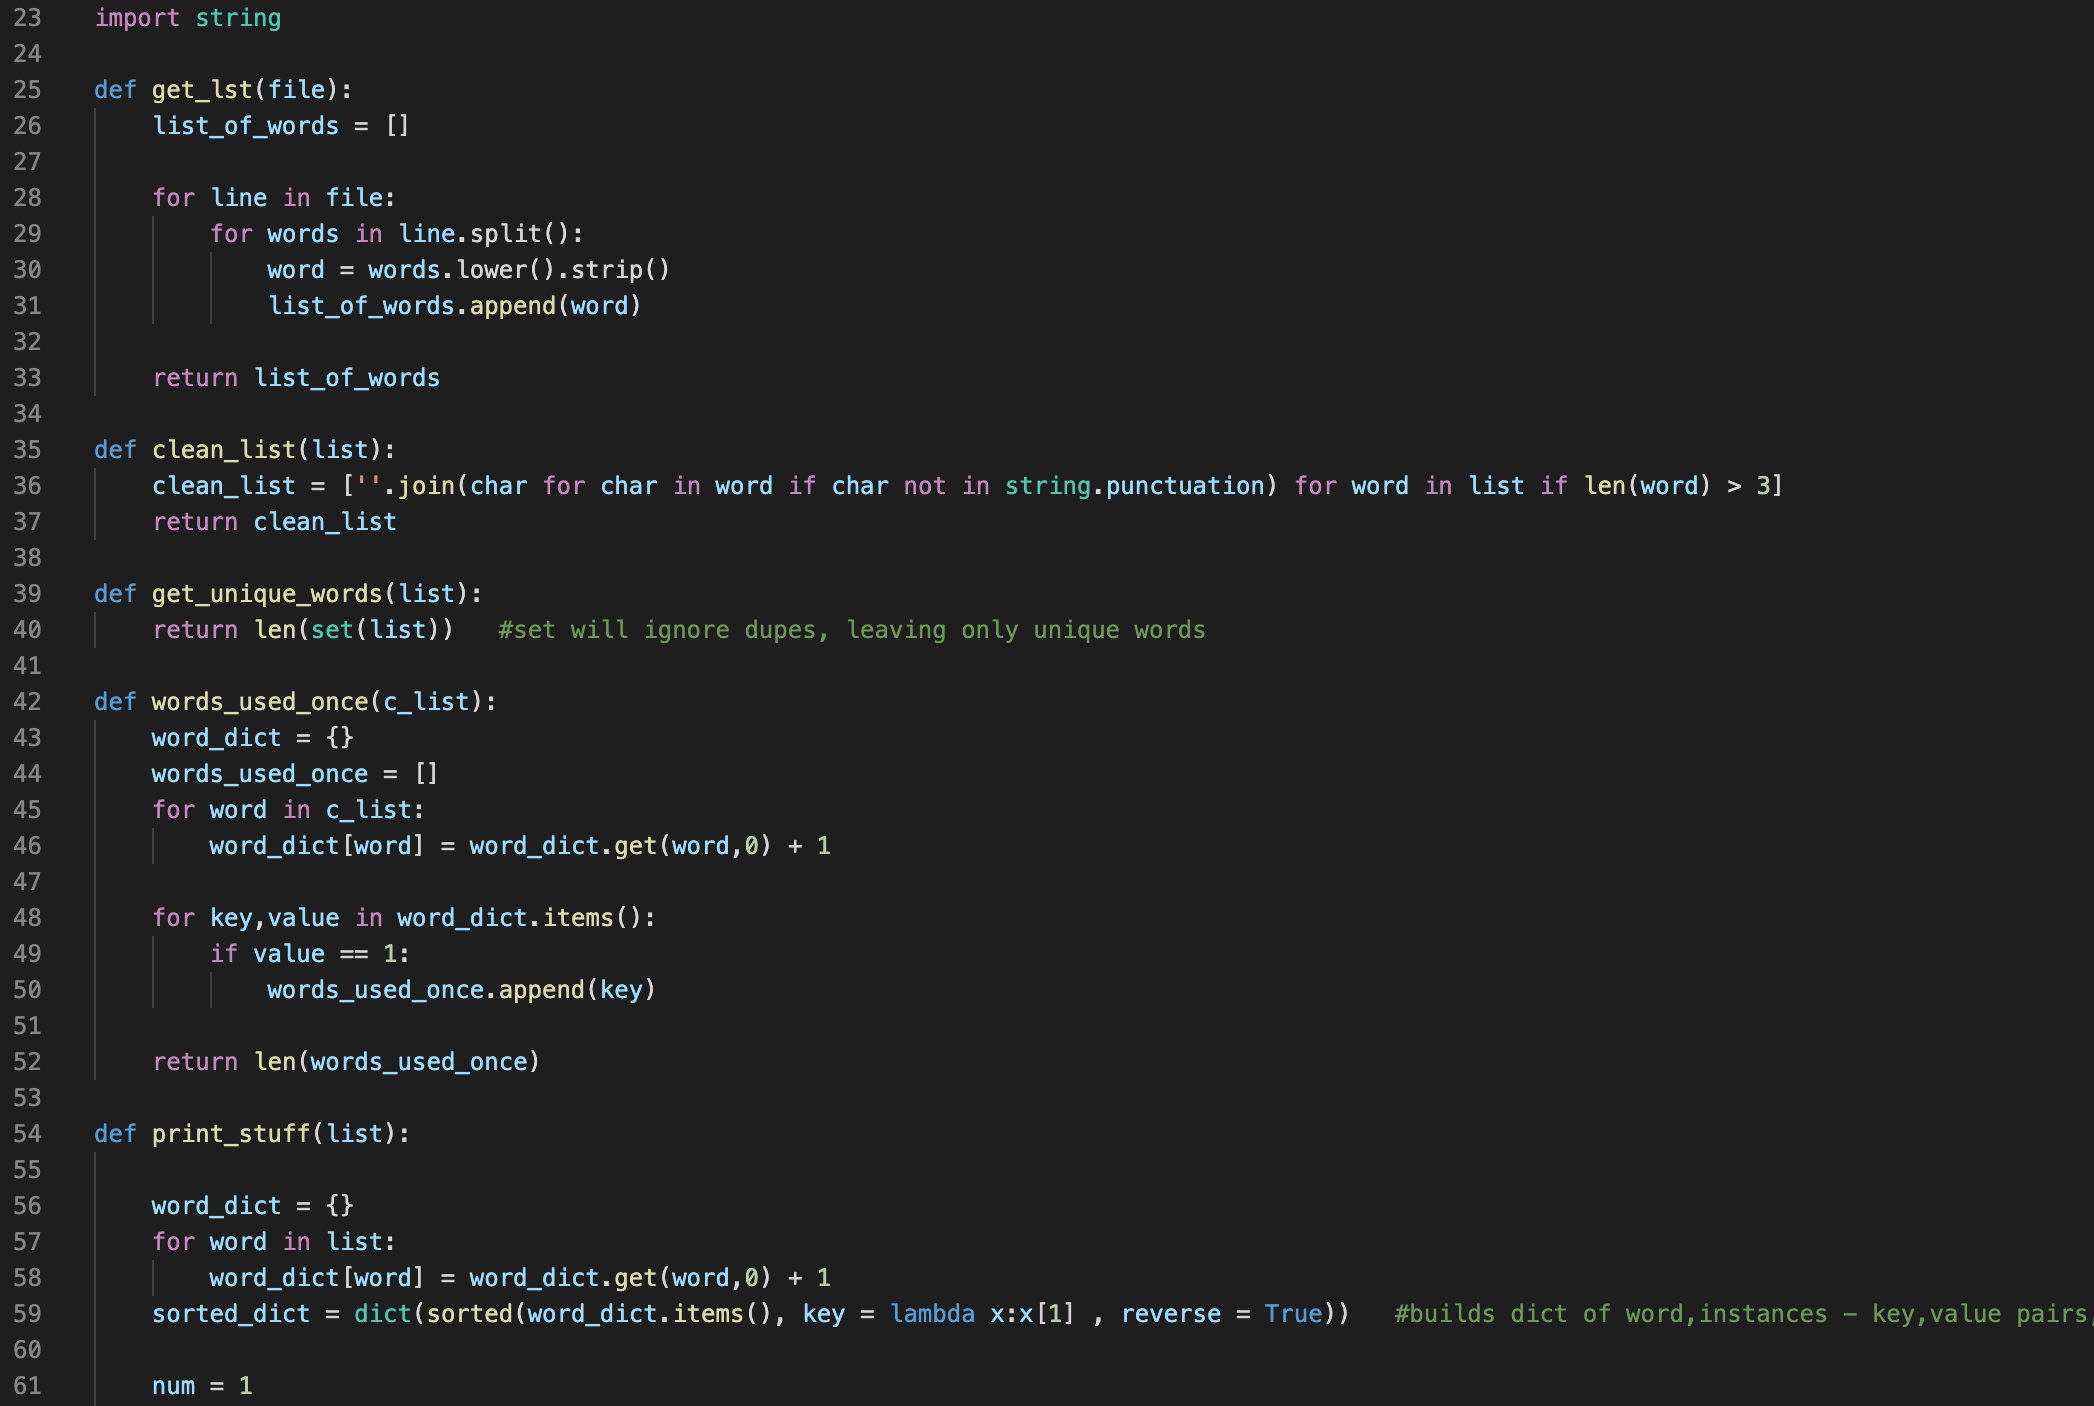 23 import string
24
25 def get_lst(file):
26     list_of_words = []
27
28     for line in file:
29         for words in line.split():
30             word = words.lower().strip()
31             list_of_words.append(word)
32
33     return list_of_words
34
35 def clean_list(list):
36     clean_list = [''.join(char for char in word if char not in string.punctuation) for word in list if len(word) > 3]
37     return clean_list
38
39 def get_unique_words(list):
40     return len(set(list))   #set will ignore dupes, leaving only unique words
41
42 def words_used_once(c_list):
43     word_dict = {}
44     words_used_once = []
45     for word in c_list:
46         word_dict[word] = word_dict.get(word,0) + 1
47
48     for key,value in word_dict.items():
49         if value == 1:
50             words_used_once.append(key)
51
52     return len(words_used_once)
53
54 def print_stuff(list):
55
56     word_dict = {}
57     for word in list:
58         word_dict[word] = word_dict.get(word,0) + 1
59     sorted_dict = dict(sorted(word_dict.items(), key = lambda x:x[1] , reverse = True))   #builds dict of word,instances - key,value pairs,
60
61     num = 1